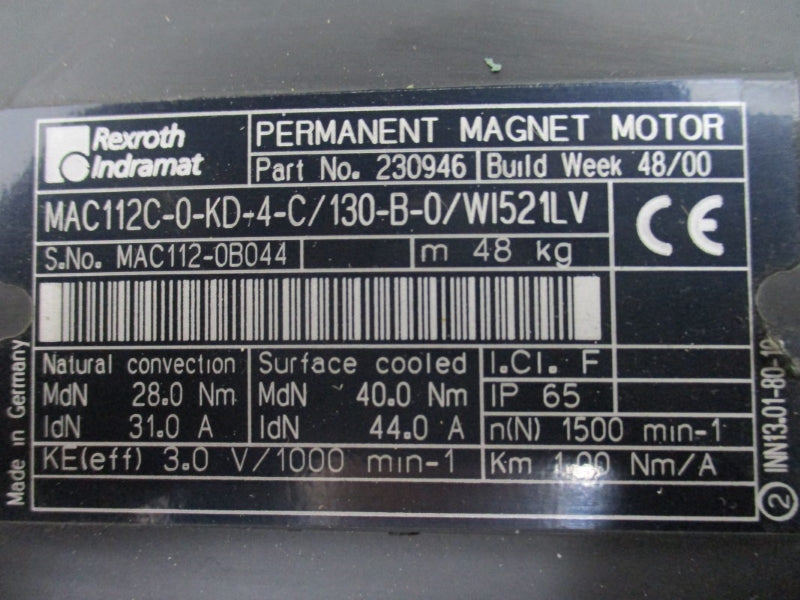 Rexroth
Indramat
PERMANENT MAGNET MOTOR
Part No. 230946
Build Week 48/00
MAC112C-0-KD-4-C/130-B-0/WI521LV
CE
S.No. MAC112-0B044
m 48 kg
Natural convection
MdN 28.0 Nm
IdN 31.0 A
Surface cooled
MdN 40.0 Nm
IdN 44.0 A
I.Cl. F
IP 65
n(N) 1500 min-1
KE(eff) 3.0 V/1000 min-1
Km 1.00 Nm/A
Made in Germany
2 INN13.01-80-10